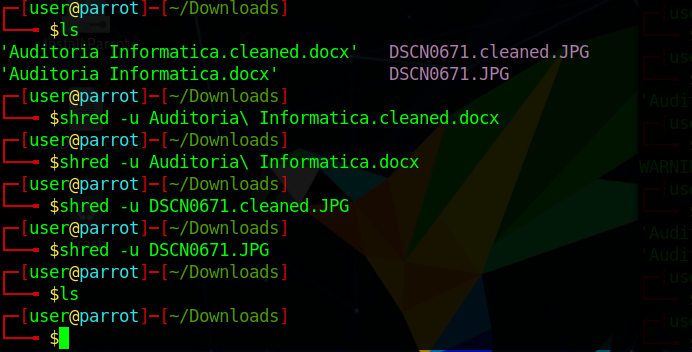 ┌─[user@parrot]─[~/Downloads]
└──╼ $ls
'Auditoria Informatica.cleaned.docx'   DSCN0671.cleaned.JPG
'Auditoria Informatica.docx'           DSCN0671.JPG
┌─[user@parrot]─[~/Downloads]
└──╼ $shred -u Auditoria\ Informatica.cleaned.docx
┌─[user@parrot]─[~/Downloads]
└──╼ $shred -u Auditoria\ Informatica.docx
┌─[user@parrot]─[~/Downloads]
└──╼ $shred -u DSCN0671.cleaned.JPG
┌─[user@parrot]─[~/Downloads]
└──╼ $shred -u DSCN0671.JPG
┌─[user@parrot]─[~/Downloads]
└──╼ $ls
┌─[user@parrot]─[~/Downloads]
└──╼ $